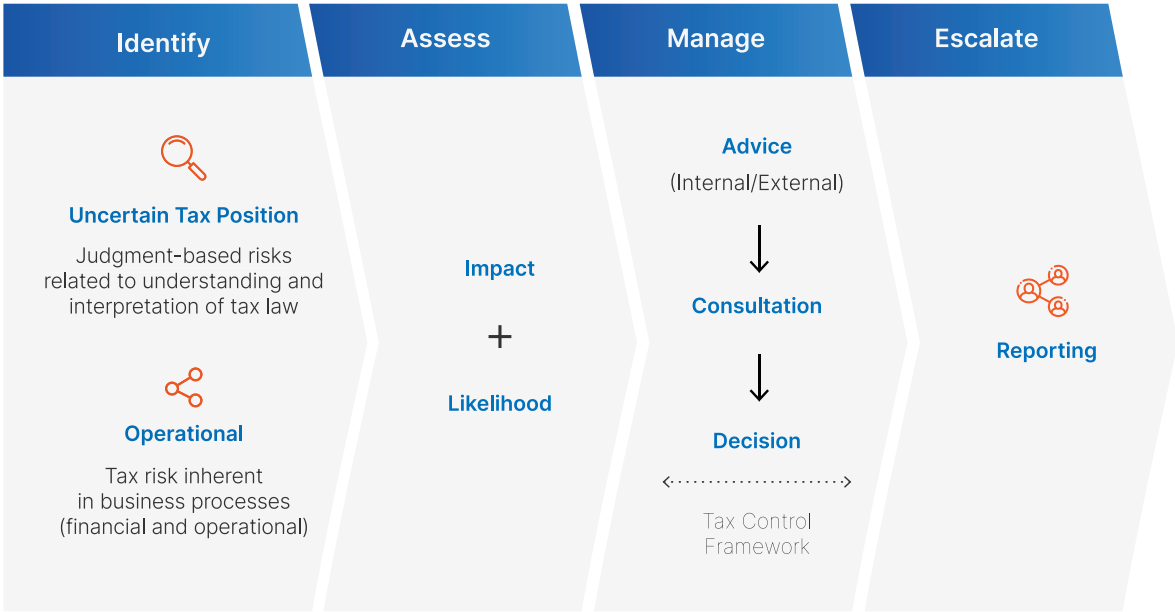 Identify
Uncertain Tax Position
Judgment-based risks
related to understanding and
interpretation of tax law
Operational
Tax risk inherent
in business processes
(financial and operational)
Assess
Impact
+
Likelihood
Manage
Advice
(Internal/External)
Consultation
Decision
Tax Control
Framework
Escalate
Reporting